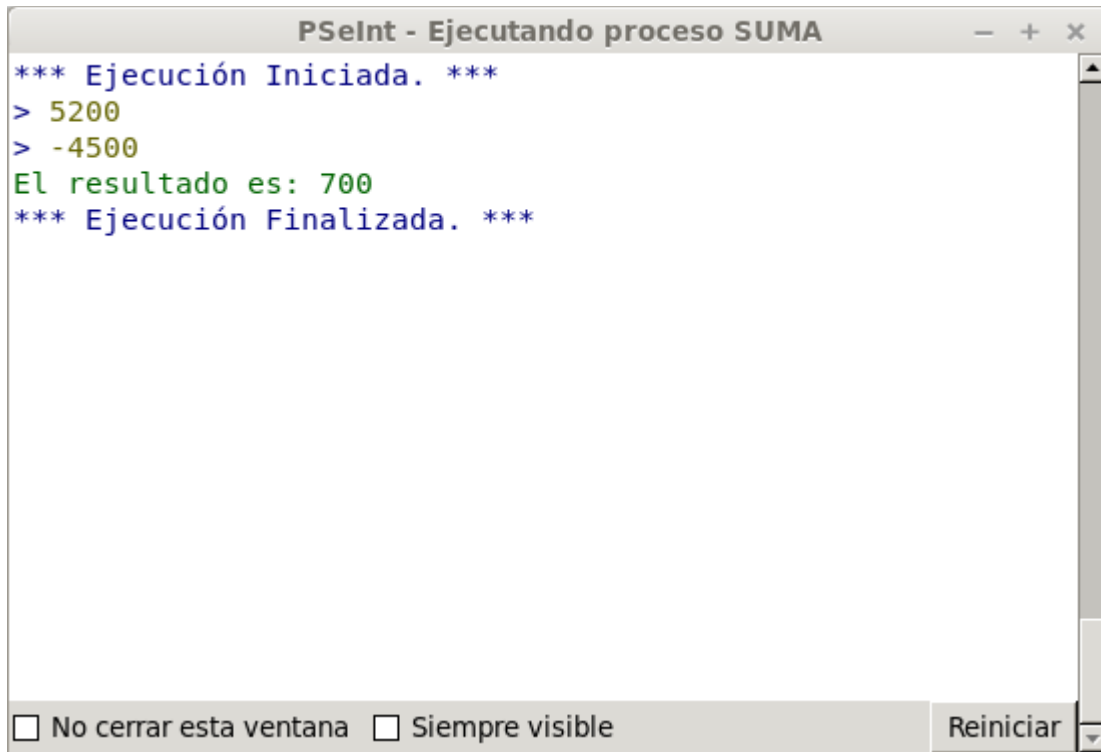 PSeInt - Ejecutando proceso SUMA
*** Ejecución Iniciada. ***
> 5200
> -4500
El resultado es: 700
*** Ejecución Finalizada. ***
No cerrar esta ventana Siempre visible Reiniciar